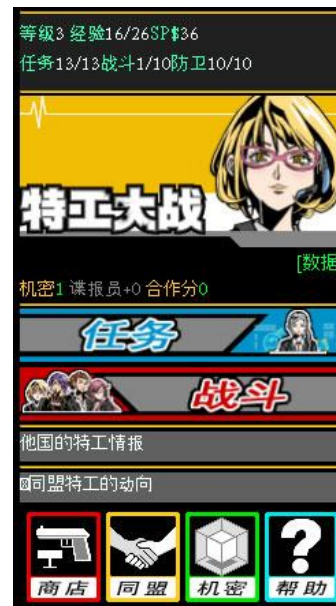 等级3 经验16/26SP$36
任务13/13战斗1/10防卫10/10
特工大战
[数据
机密1 谍报员+0 合作分0
任务
战斗
他国的特工情报
同盟特工的动向
商店 同盟 机密 帮助